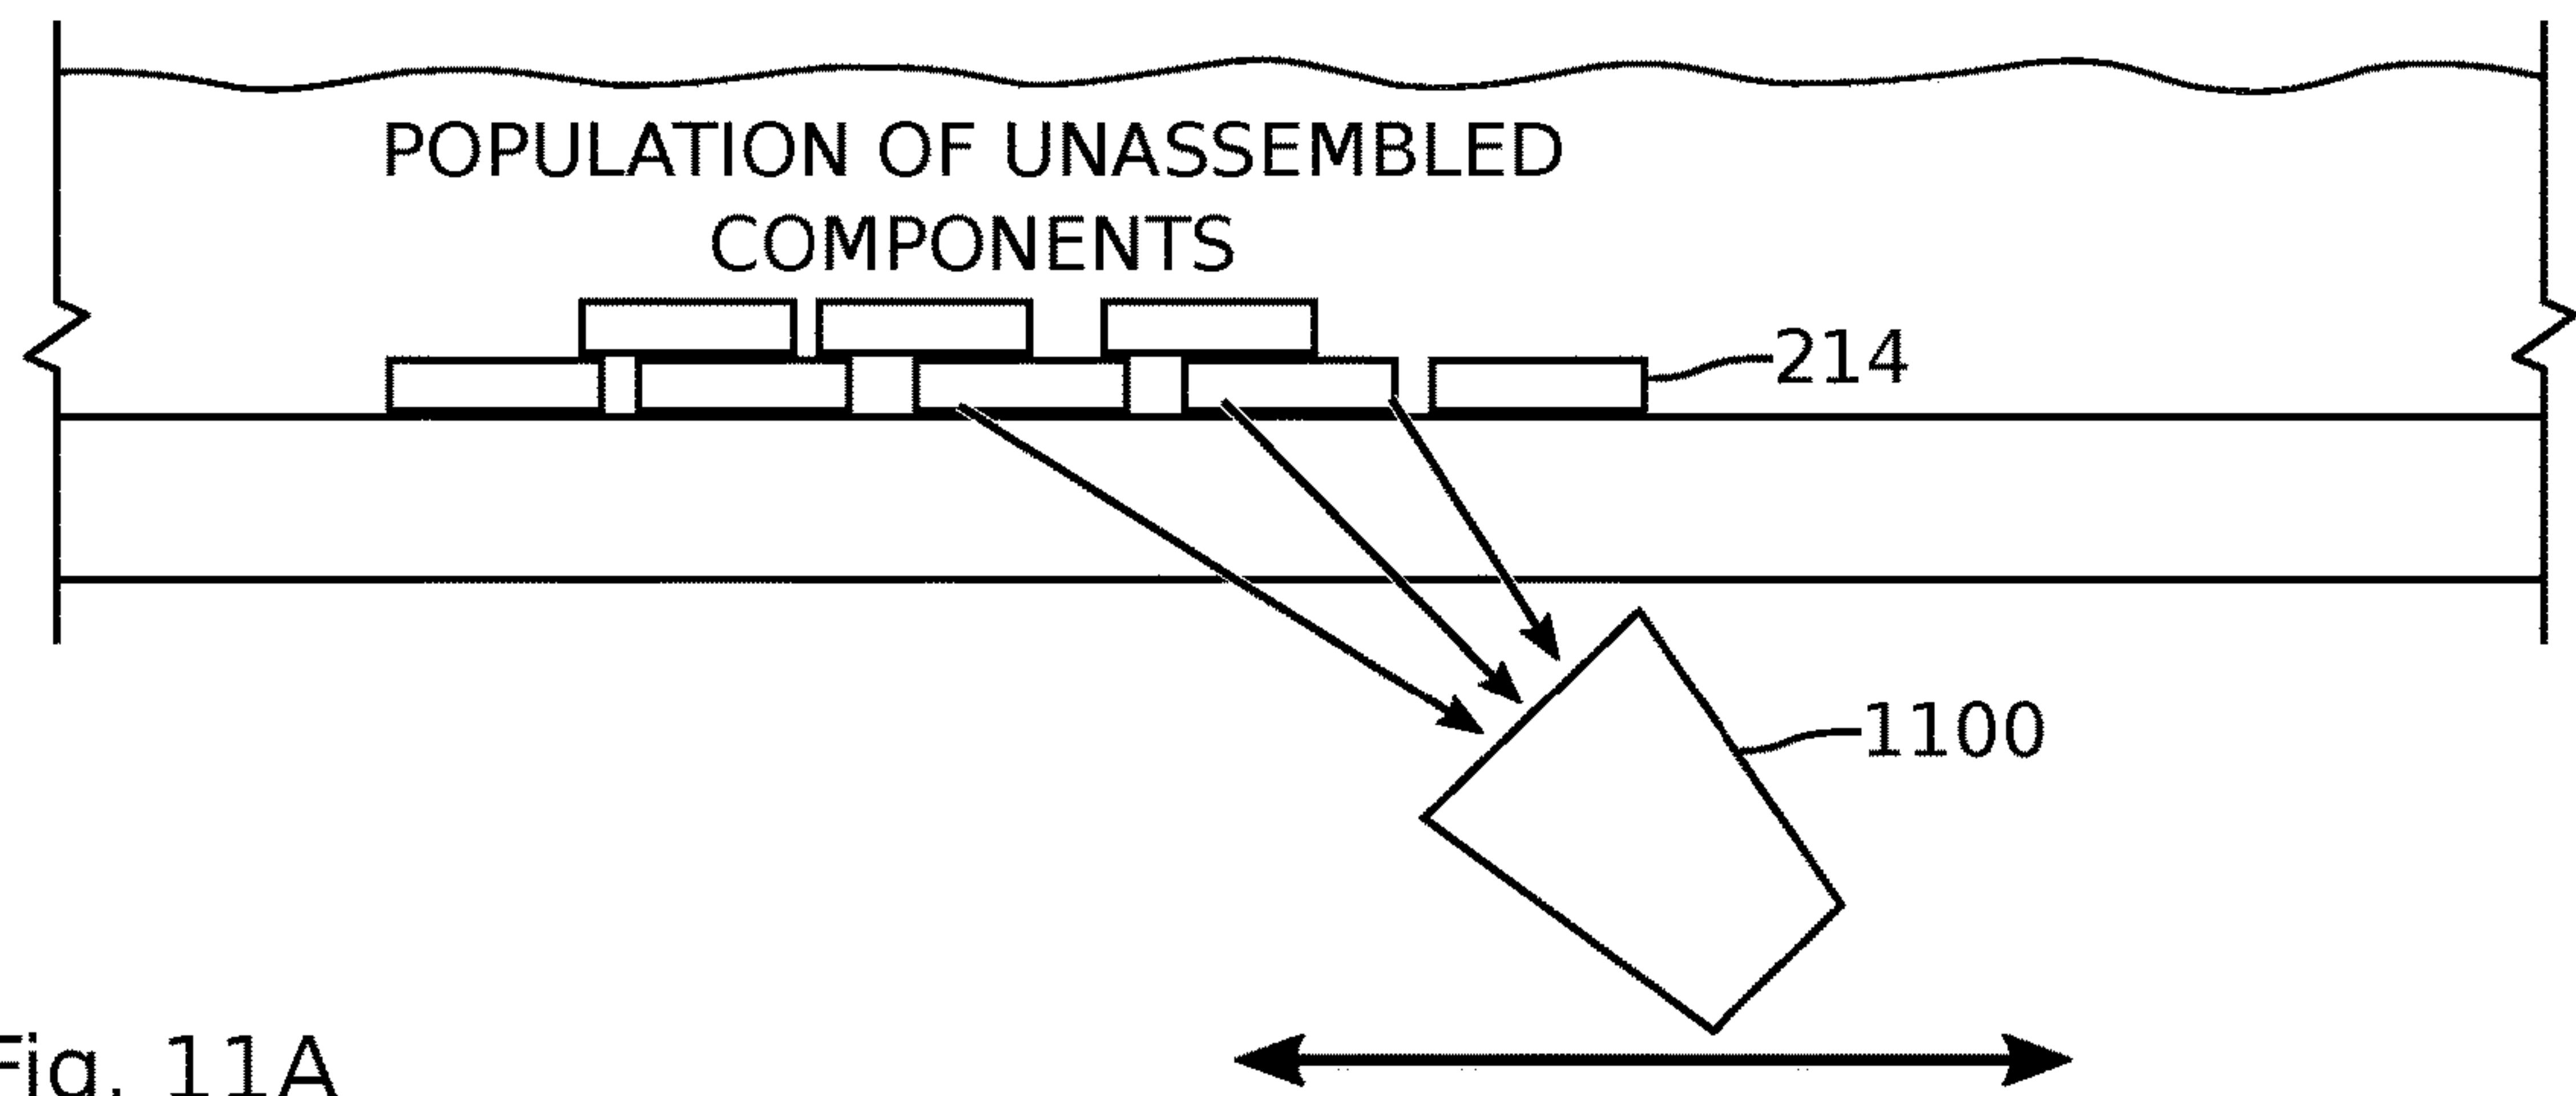 POPULATION OF UNASSEMBLED
COMPONENTS
214
1100
Fig. 11A